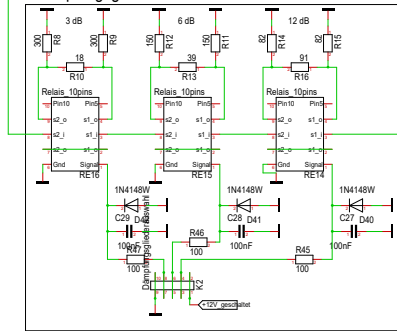 3 dB
6 dB
12 dB
300
R8
300
R9
150
R12
150
R11
82
R14
82
R15
18
R10
39
R13
91
R16
Relais_10pins
Relais_10pins
Relais_10pins
Pin10
Pin5
Pin10
Pin5
Pin10
Pin5
s2_o
s1_o
s2_o
s1_o
s2_o
s1_o
s2_i
s1_i
s2_i
s1_i
s2_i
s1_i
Gnd
Signal
Gnd
Signal
Gnd
Signal
RE16
RE15
RE14
1N4148W
1N4148W
1N4148W
C29
C28
D41
C27
D40
100nF
100nF
100nF
R46
100
R47
100
R45
100
Dämpfungsgliederauswahl
K2
+12V_geschaltet